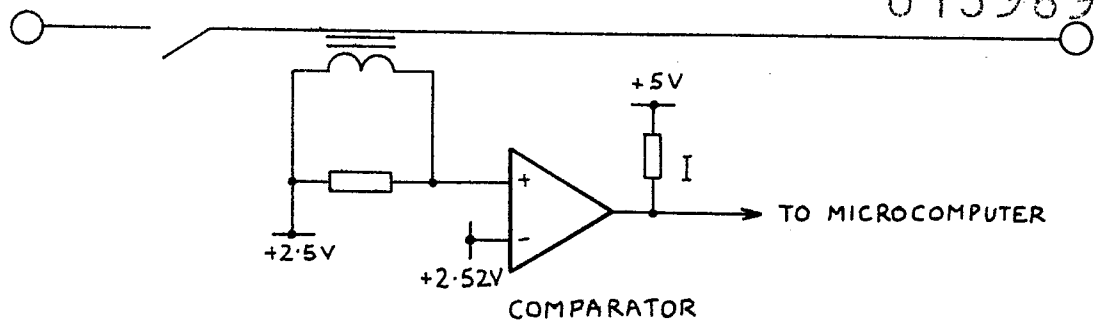 +5V
I
+
TO MICROCOMPUTER
-
+2.5V
+2.52V
COMPARATOR